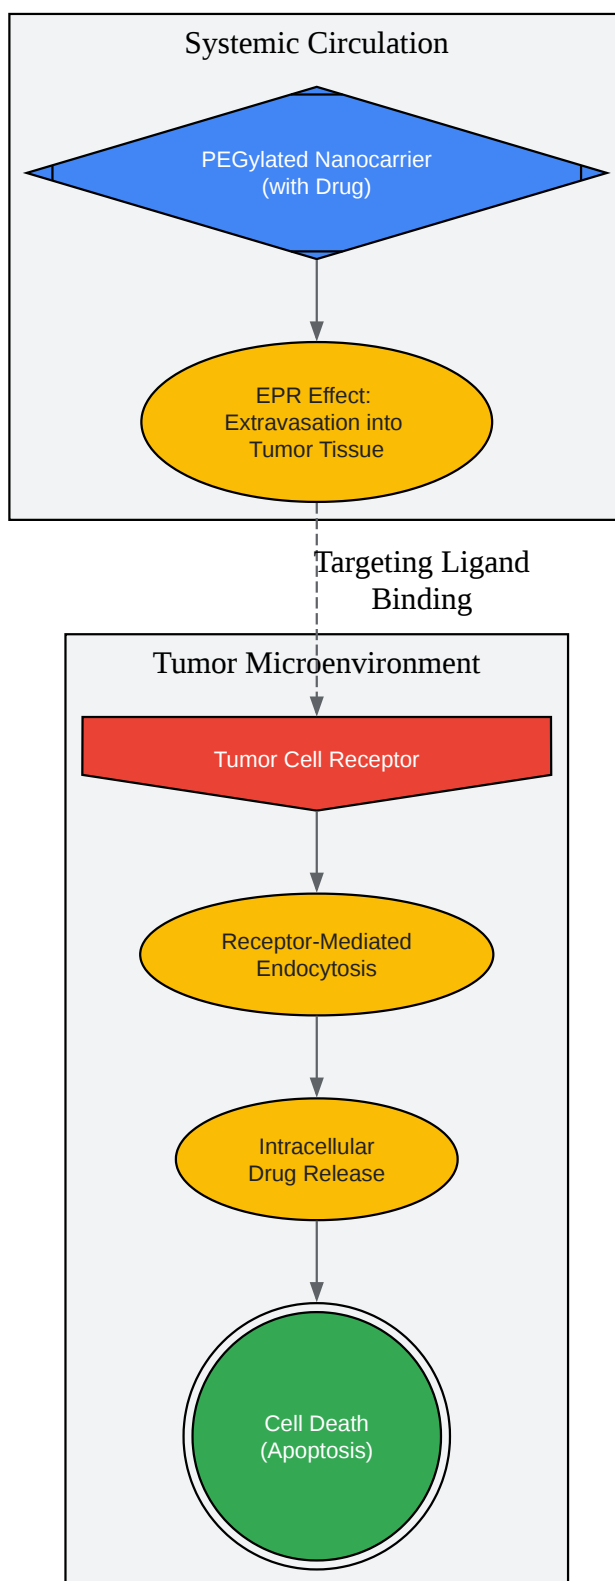 Systemic Circulation
PEGylated Nanocarrier
(with Drug)
EPR Effect:
Extravasation into
Tumor Tissue
Targeting Ligand
Binding
Tumor Microenvironment
Tumor Cell Receptor
Receptor-Mediated
Endocytosis
Intracellular
Drug Release
Cell Death
(Apoptosis)